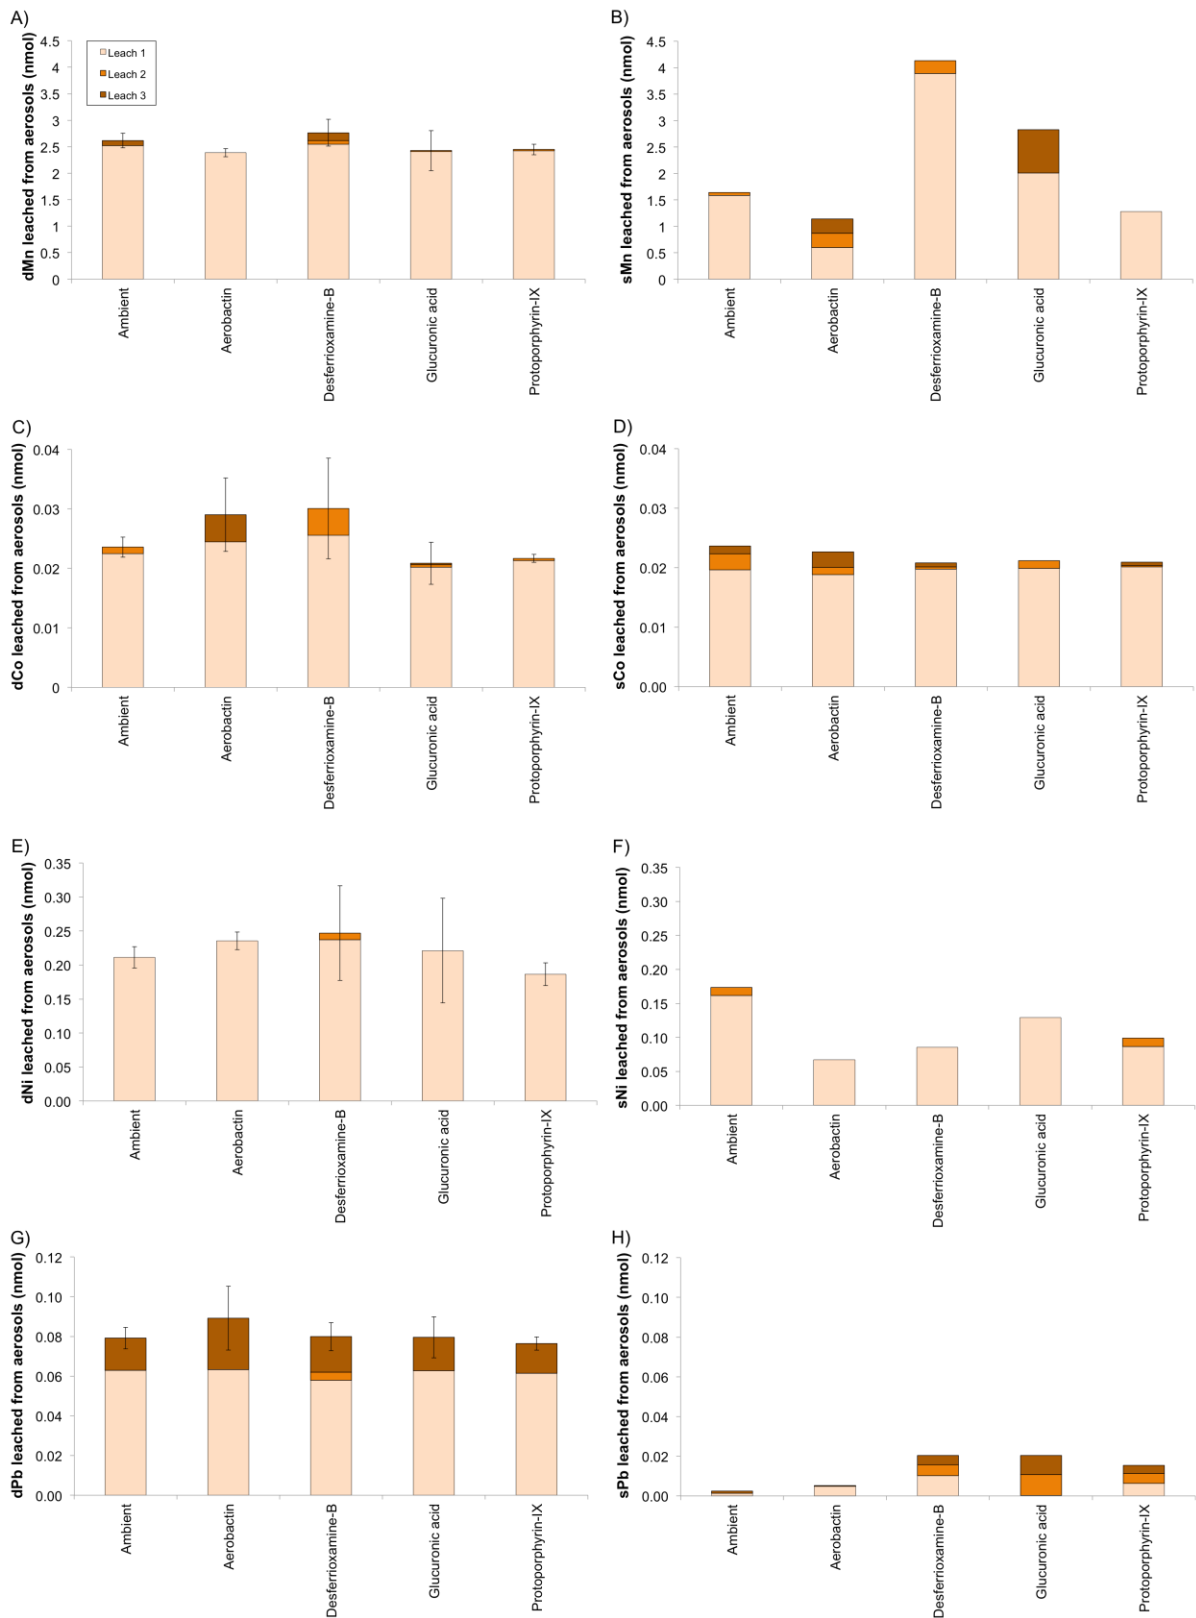 A)
dMn leached from aerosols (nmol)
4.5
4
3.5
3
2.5
2
1.5
1
0.5
0
Leach 1
Leach 2
Leach 3
Ambient
Aerobactin
Desferrioxamine-B
Glucuronic acid
Protoporphyrin-IX
B)
sMn leached from aerosols (nmol)
4.5
4
3.5
3
2.5
2
1.5
1
0.5
0
Ambient
Aerobactin
Desferrioxamine-B
Glucuronic acid
Protoporphyrin-IX
C)
dCo leached from aerosols (nmol)
0.04
0.03
0.02
0.01
0
Ambient
Aerobactin
Desferrioxamine-B
Glucuronic acid
Protoporphyrin-IX
D)
sCo leached from aerosols (nmol)
0.04
0.03
0.02
0.01
0.00
Ambient
Aerobactin
Desferrioxamine-B
Glucuronic acid
Protoporphyrin-IX
E)
dNi leached from aerosols (nmol)
0.35
0.30
0.25
0.20
0.15
0.10
0.05
0.00
Ambient
Aerobactin
Desferrioxamine-B
Glucuronic acid
Protoporphyrin-IX
F)
sNi leached from aerosols (nmol)
0.35
0.30
0.25
0.20
0.15
0.10
0.05
0.00
Ambient
Aerobactin
Desferrioxamine-B
Glucuronic acid
Protoporphyrin-IX
G)
dPb leached from aerosols (nmol)
0.12
0.10
0.08
0.06
0.04
0.02
0.00
Ambient
Aerobactin
Desferrioxamine-B
Glucuronic acid
Protoporphyrin-IX
H)
sPb leached from aerosols (nmol)
0.12
0.10
0.08
0.06
0.04
0.02
0.00
Ambient
Aerobactin
Desferrioxamine-B
Glucuronic acid
Protoporphyrin-IX